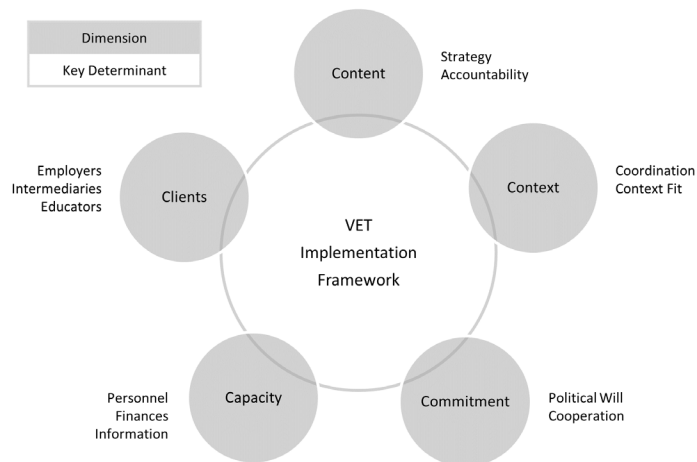 Dimension
Key Determinant
Content
Strategy
Accountability
Context
Coordination
Context Fit
Commitment
Political Will
Cooperation
Capacity
Personnel
Finances
Information
Clients
Employers
Intermediaries
Educators
VET
Implementation
Framework